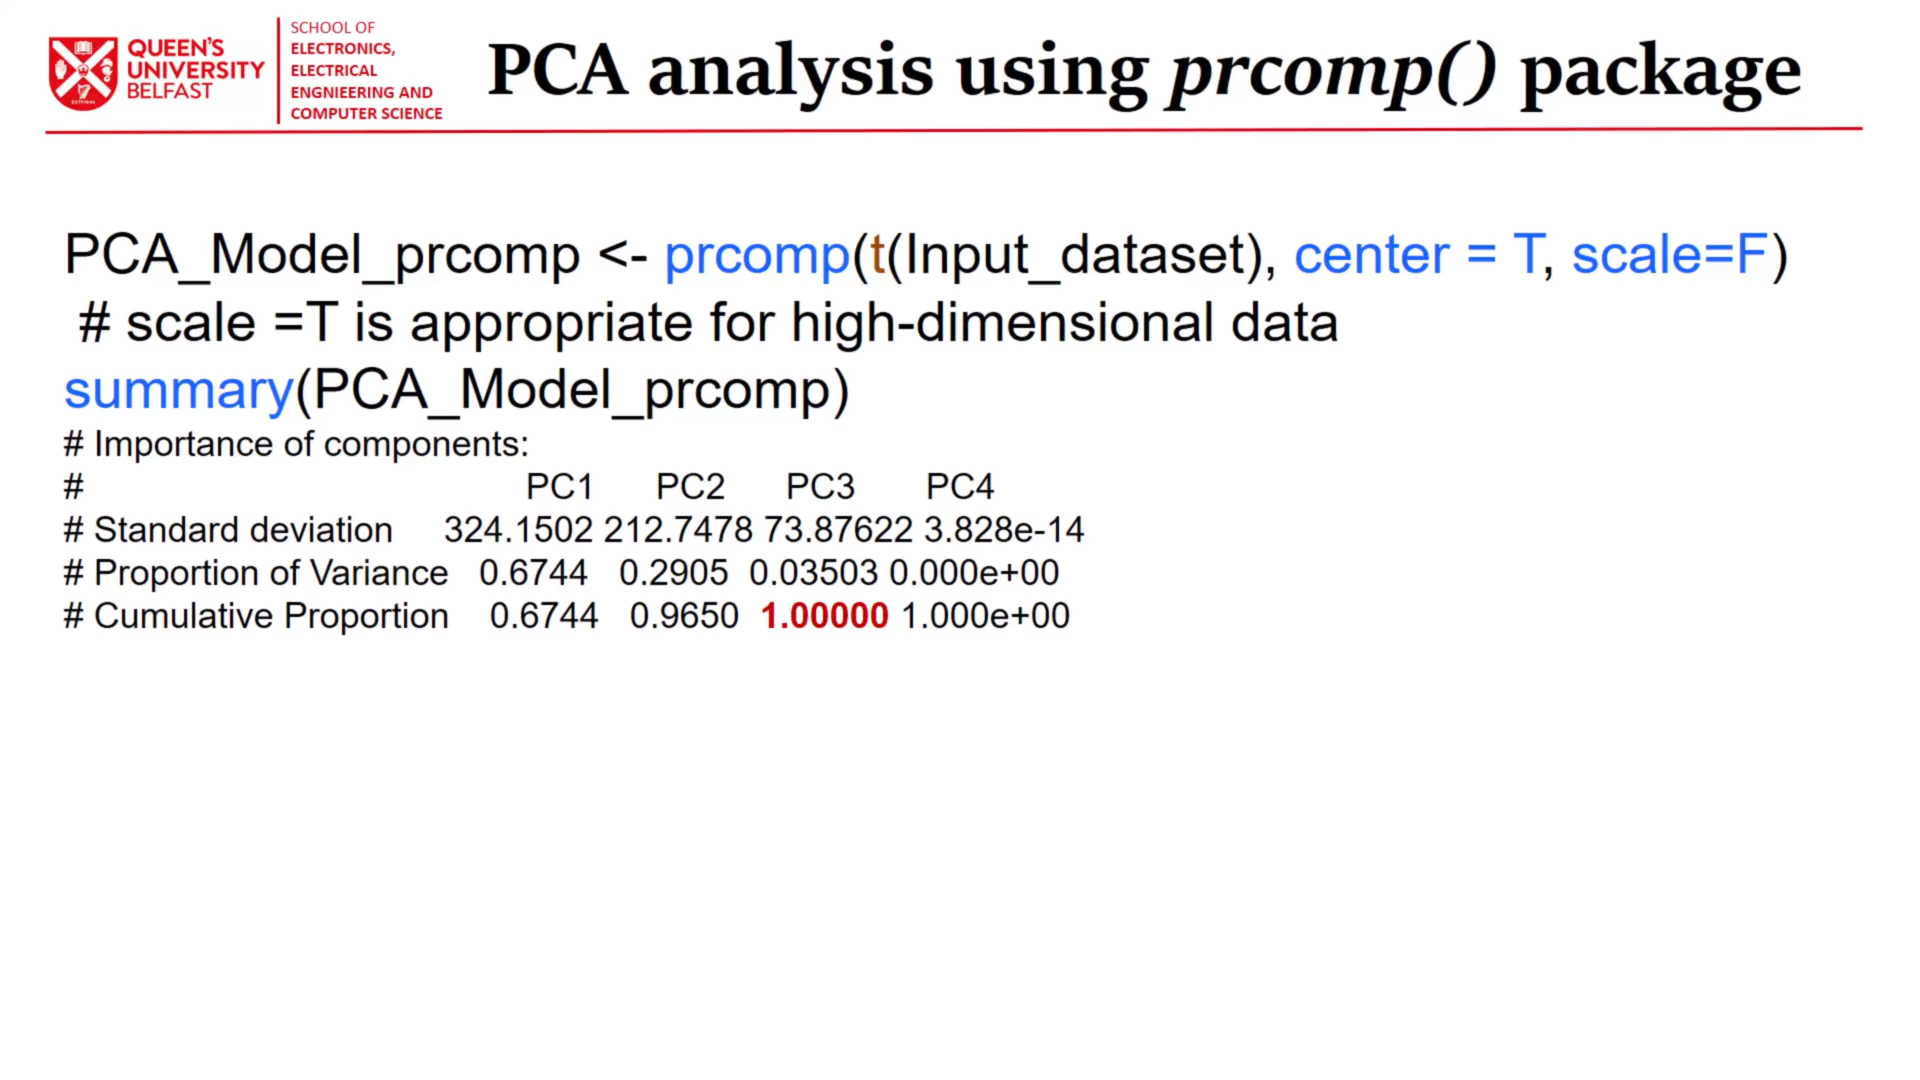 QUEEN'S
UNIVERSITY
BELFAST
SCHOOL OF
ELECTRONICS,
ELECTRICAL
ENGNIEERING AND
COMPUTER SCIENCE
PCA analysis using prcomp() package
PCA_Model_prcomp <- prcomp(t(Input_dataset), center = T, scale=F)
# scale =T is appropriate for high-dimensional data
summary(PCA_Model_prcomp)
# Importance of components:
# PC1 PC2 PC3 PC4
# Standard deviation 324.1502 212.7478 73.87622 3.828e-14
# Proportion of Variance 0.6744 0.2905 0.03503 0.000e+00
# Cumulative Proportion 0.6744 0.9650 1.00000 1.000e+00